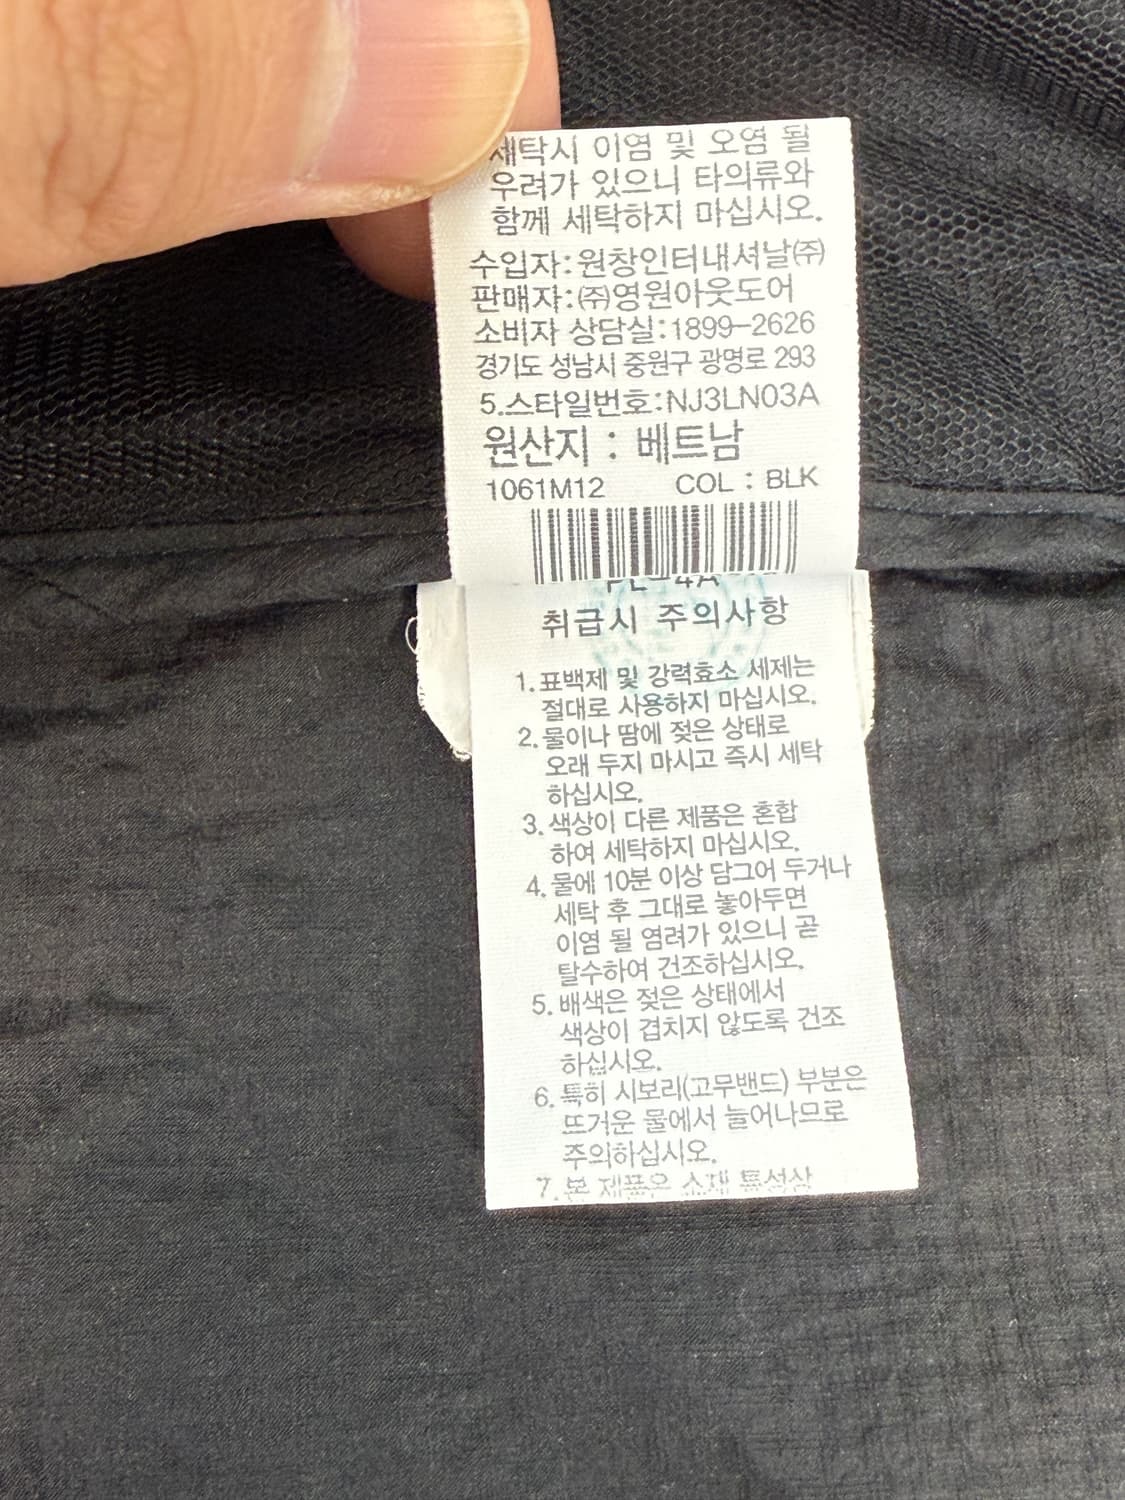 세탁시 이염 및 오염 될
우려가 있으니 타의류와
함께 세탁하지 마십시오.
수입자:원창인터내셔날㈜
판매자:㈜영원아웃도어
소비자 상담실:1899-2626
경기도 성남시 중원구 광명로 293
5.스타일번호:NJ3LN03A
원산지 : 베트남
1061M12 COL : BLK
취급시 주의사항
1. 표백제 및 강력효소 세제는
절대로 사용하지 마십시오.
2. 물이나 땀에 젖은 상태로
오래 두지 마시고 즉시 세탁
하십시오.
3. 색상이 다른 제품은 혼합
하여 세탁하지 마십시오.
4. 물에 10분 이상 담그어 두거나
세탁 후 그대로 놓아두면
이염 될 염려가 있으니 곧
탈수하여 건조하십시오.
5. 배색은 젖은 상태에서
색상이 겹치지 않도록 건조
하십시오.
6. 특히 시보리(고무밴드) 부분은
뜨거운 물에서 늘어나므로
주의하십시오.
7. 본 제품은 소재 특성상